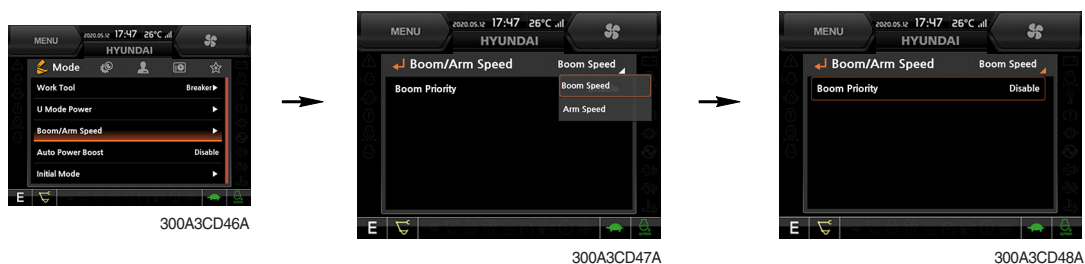 MENU
2020.05.12 17:47 26°C
HYUNDAI
Mode
Work Tool Breaker▶
U Mode Power ▶
Boom/Arm Speed ▶
Auto Power Boost Disable
Initial Mode ▶
E
300A3CD46A
MENU
2020.05.12 17:47 26°C
HYUNDAI
Boom/Arm Speed Boom Speed
Boom Priority
Boom Speed
Arm Speed
E
300A3CD47A
MENU
2020.05.12 17:47 26°C
HYUNDAI
Boom/Arm Speed Boom Speed
Boom Priority Disable
E
300A3CD48A